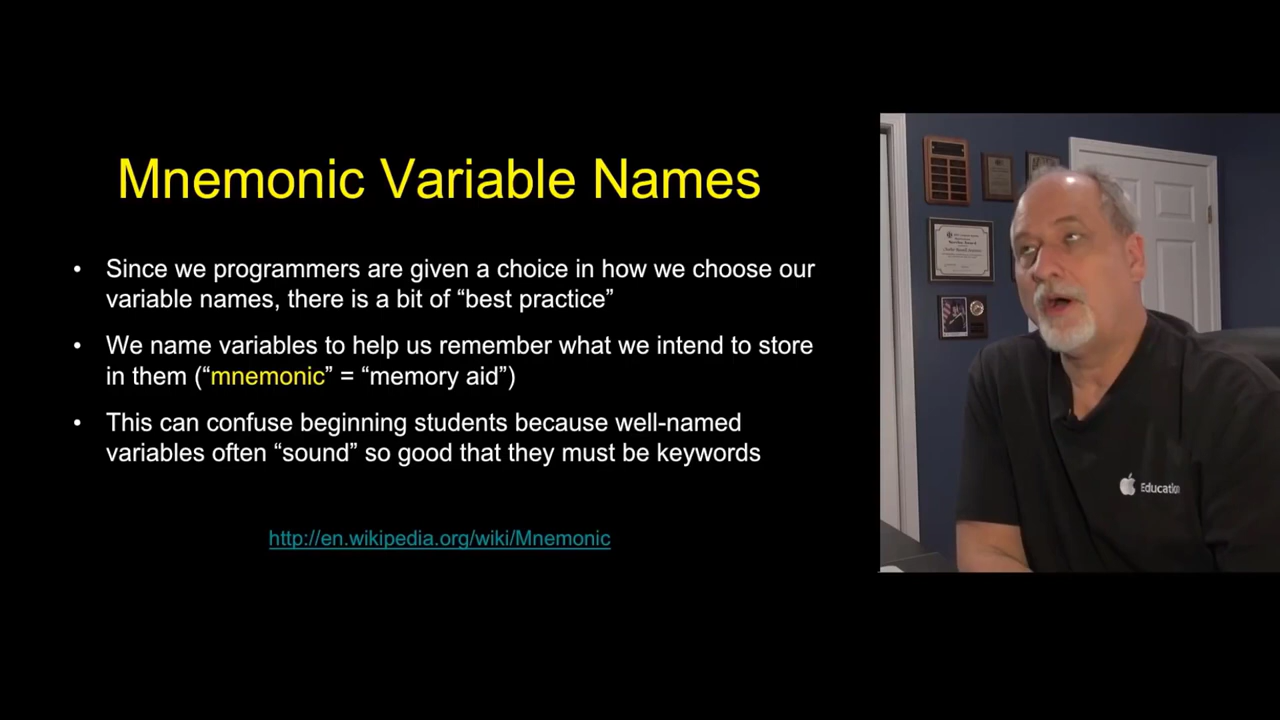 Mnemonic Variable Names
• Since we programmers are given a choice in how we choose our
variable names, there is a bit of “best practice”
• We name variables to help us remember what we intend to store
in them (“mnemonic” = “memory aid”)
• This can confuse beginning students because well-named
variables often “sound” so good that they must be keywords
http://en.wikipedia.org/wiki/Mnemonic
Education